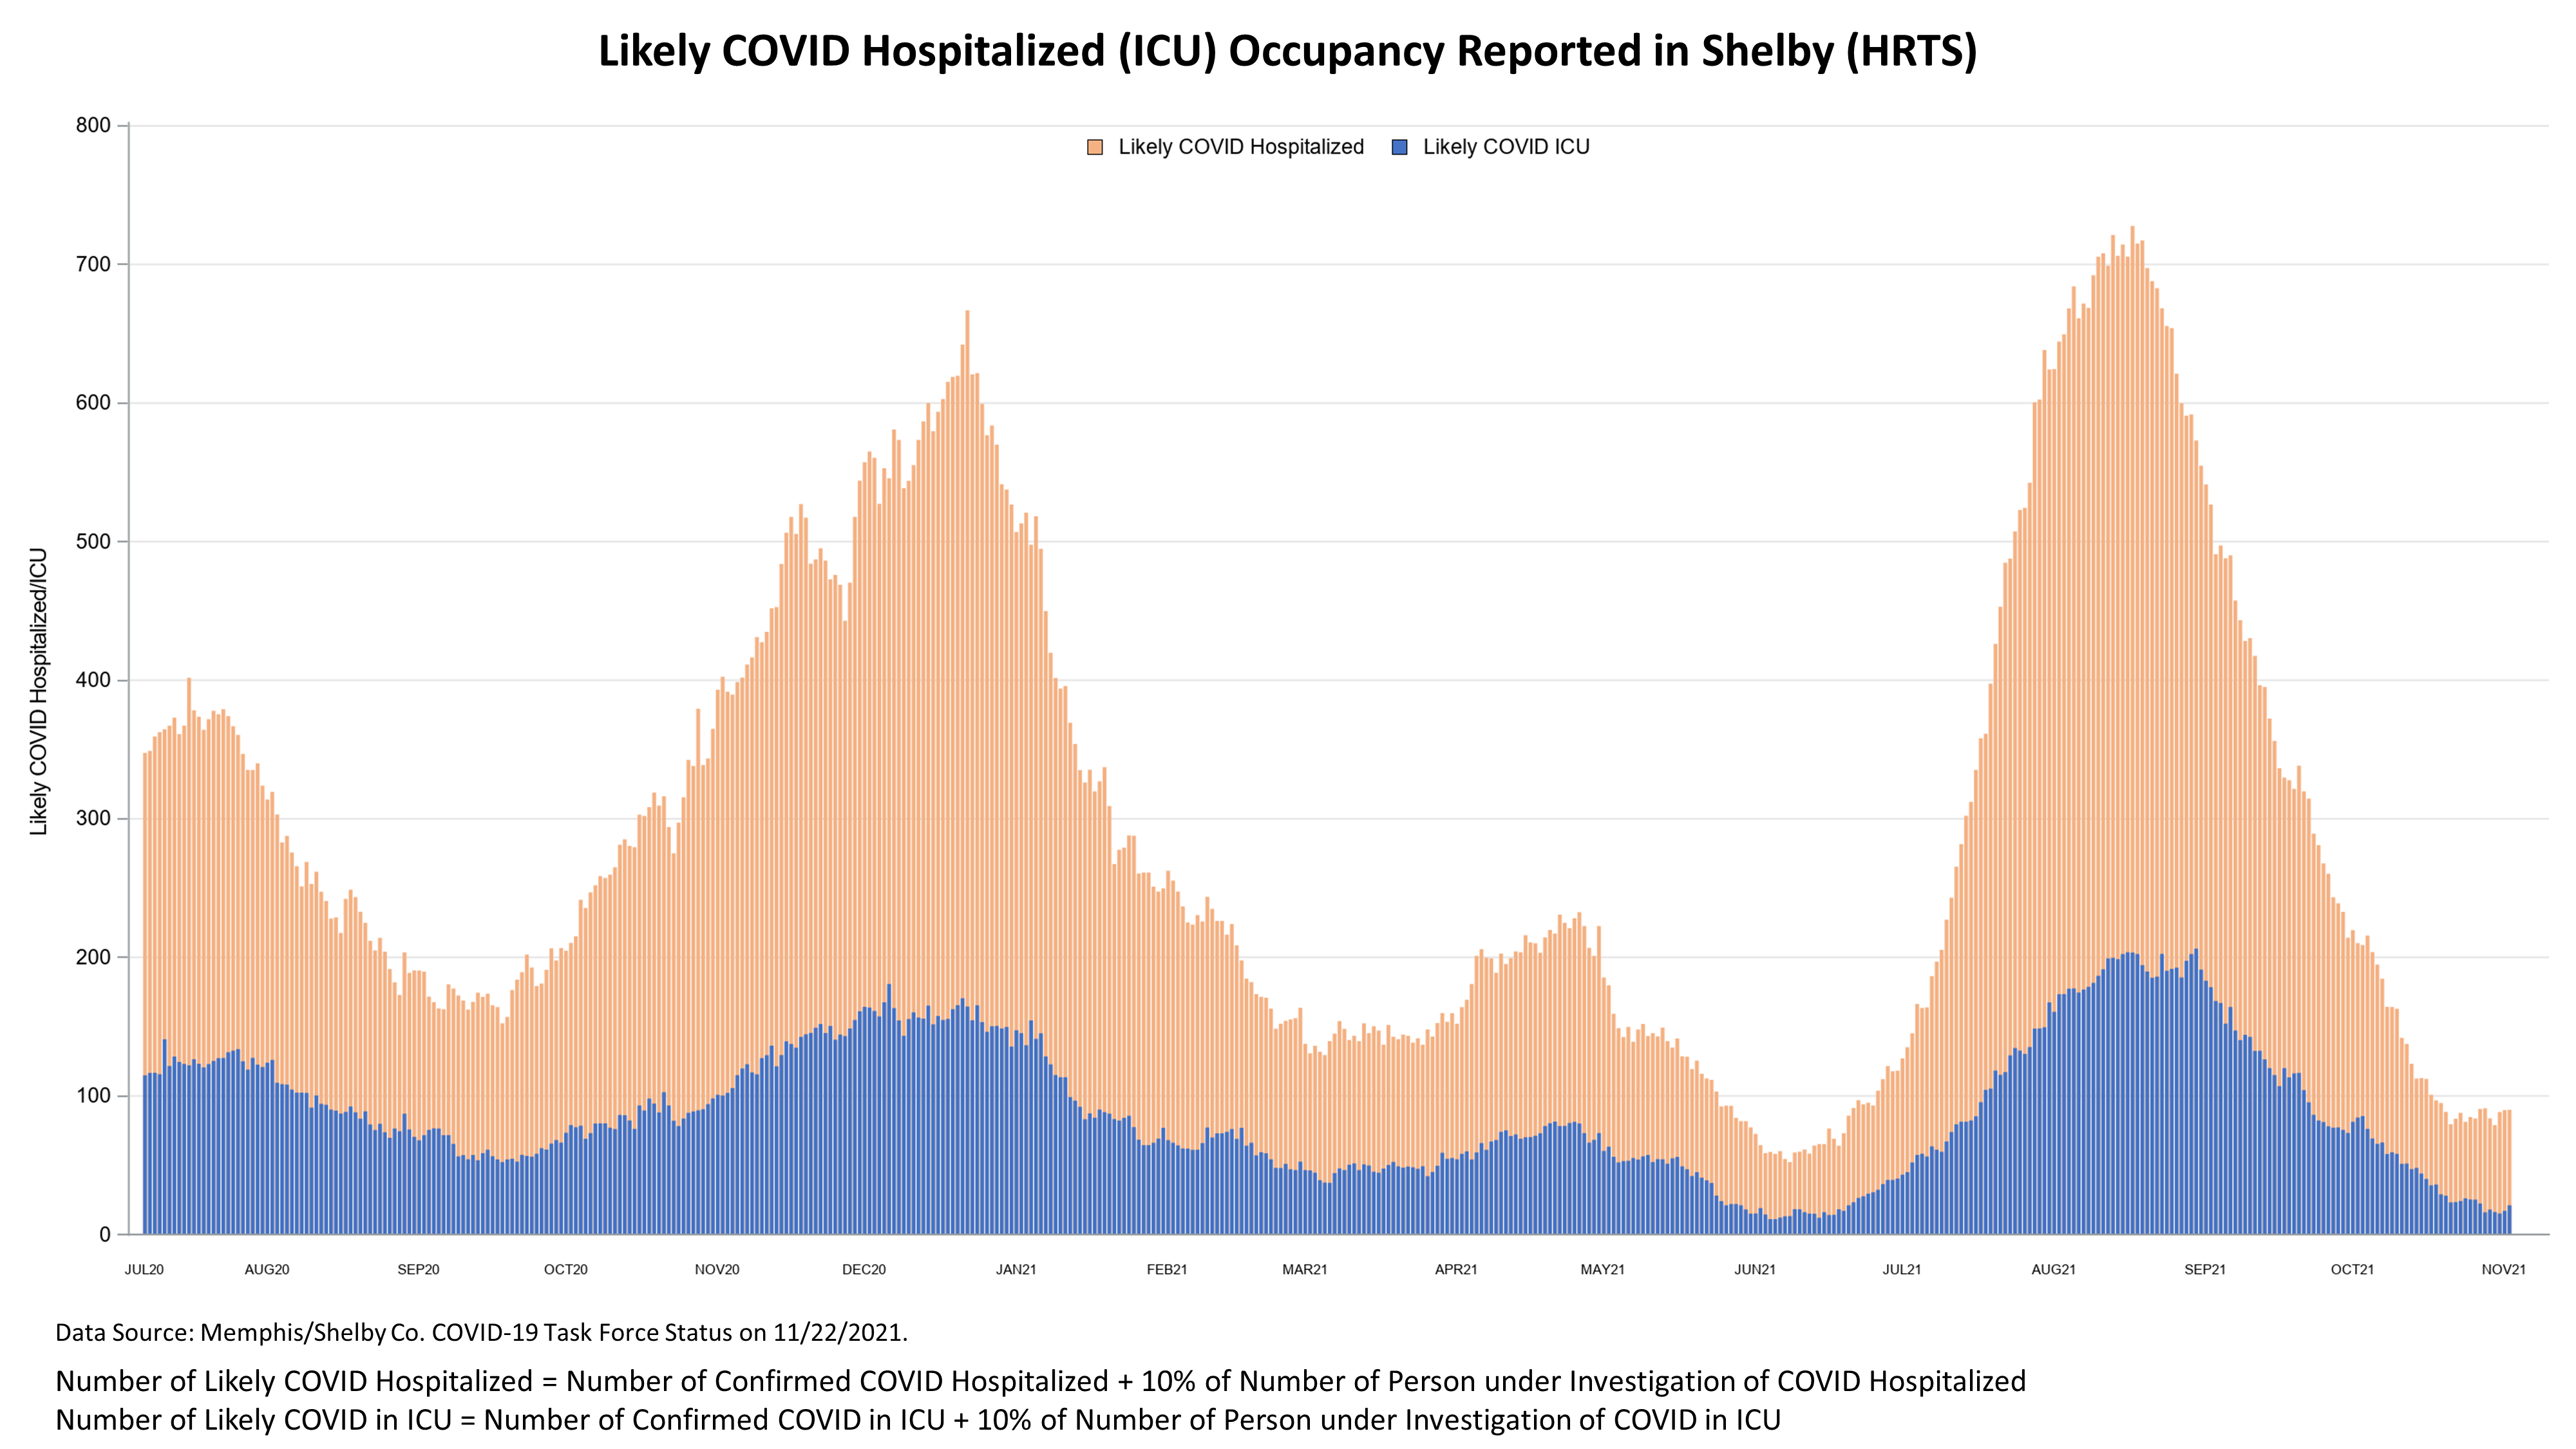 Likely COVID Hospitalized (ICU) Occupancy Reported in Shelby (HRTS)
Likely COVID Hospitalized Likely COVID ICU
Likely COVID Hospitalized/ICU
800
700
600
500
400
300
200
100
0
JUL20 AUG20 SEP20 OCT20 NOV20 DEC20 JAN21 FEB21 MAR21 APR21 MAY21 JUN21 JUL21 AUG21 SEP21 OCT21 NOV21
Data Source: Memphis/Shelby Co. COVID-19 Task Force Status on 11/22/2021.
Number of Likely COVID Hospitalized = Number of Confirmed COVID Hospitalized + 10% of Number of Person under Investigation of COVID Hospitalized
Number of Likely COVID in ICU = Number of Confirmed COVID in ICU + 10% of Number of Person under Investigation of COVID in ICU